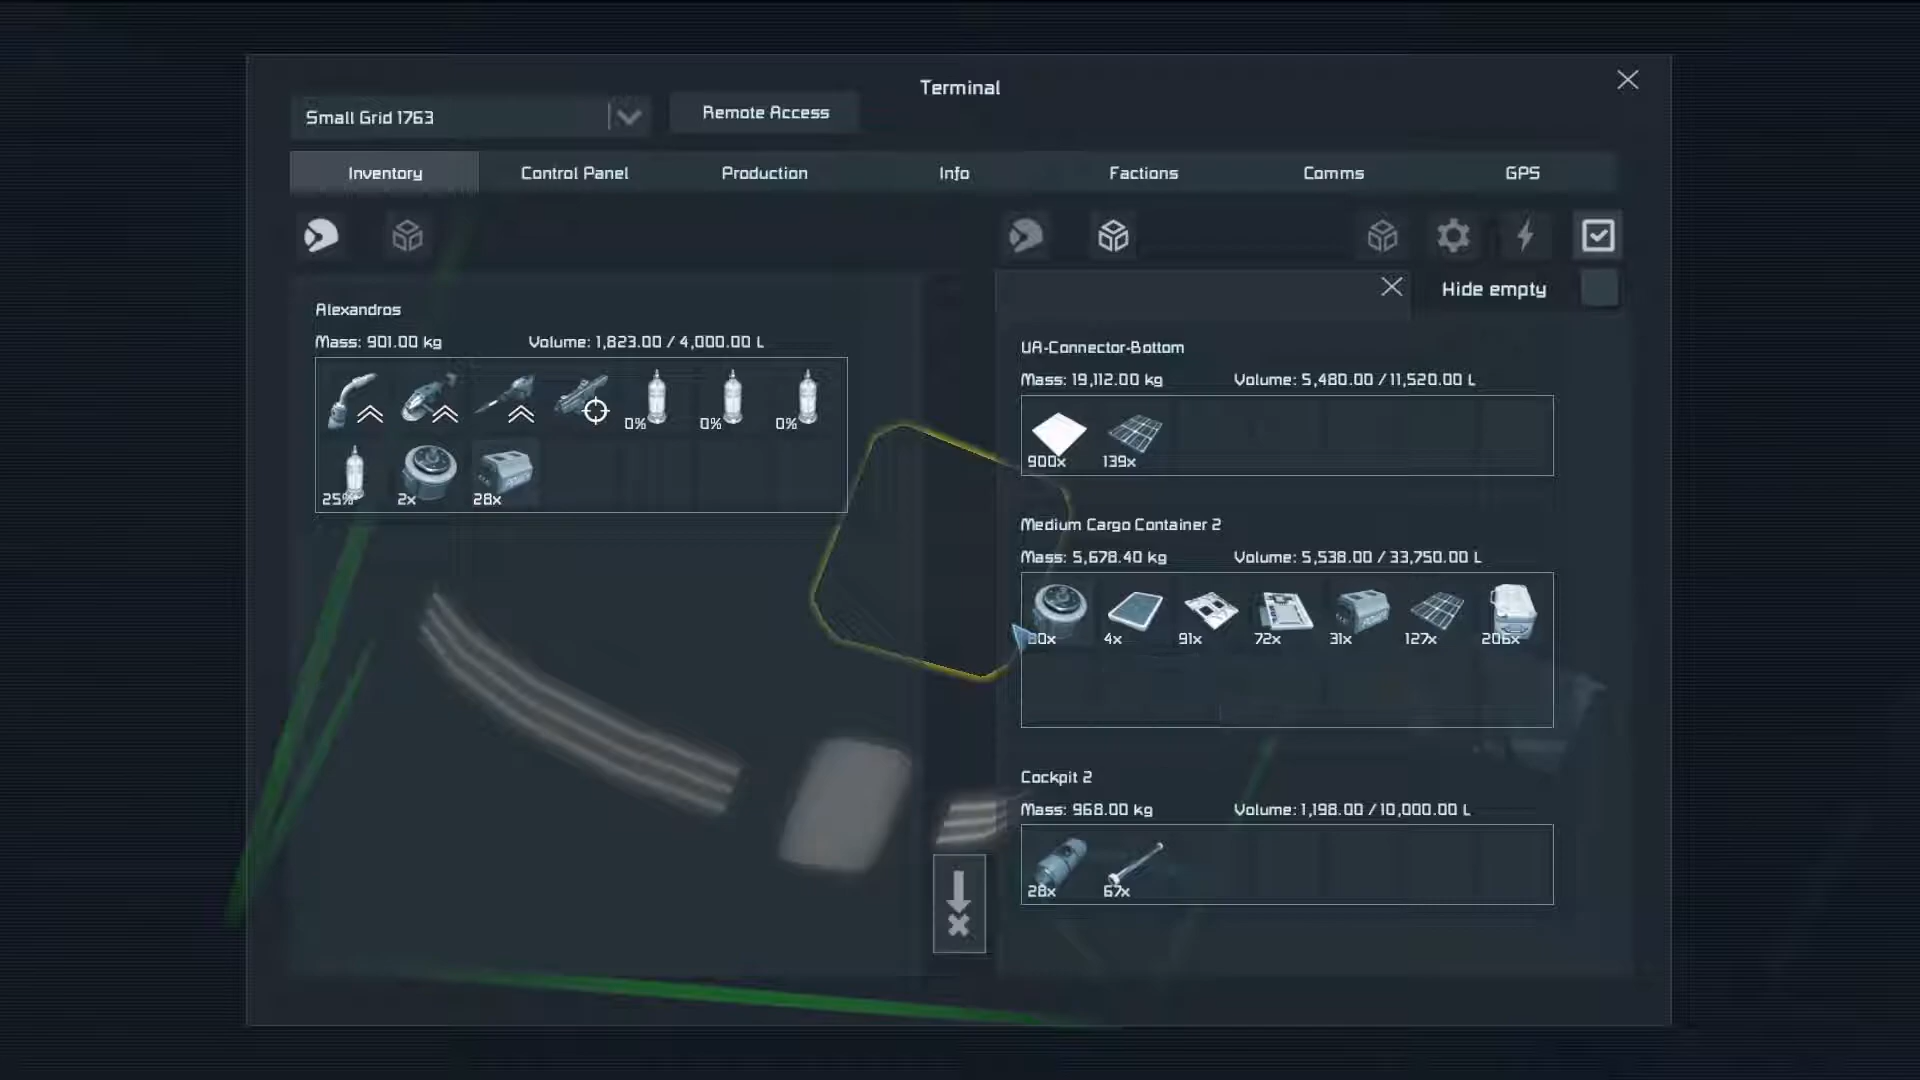 Terminal
Small Grid 1763
Remote Access
Inventory
Control Panel
Production
Info
Factions
Comms
GPS
Hide empty
Alexandros
Mass: 901.00 kg
Volume: 1,823.00 / 4,000.00 L
0%
0%
0%
25%
2x
28x
UA-Connector-Bottom
Mass: 19,112.00 kg
Volume: 5,480.00 / 11,520.00 L
900x
139x
Medium Cargo Container 2
Mass: 5,678.40 kg
Volume: 5,538.00 / 33,750.00 L
4x
91x
72x
31x
127x
206x
Cockpit 2
Mass: 968.00 kg
Volume: 1,198.00 / 10,000.00 L
28x
67x